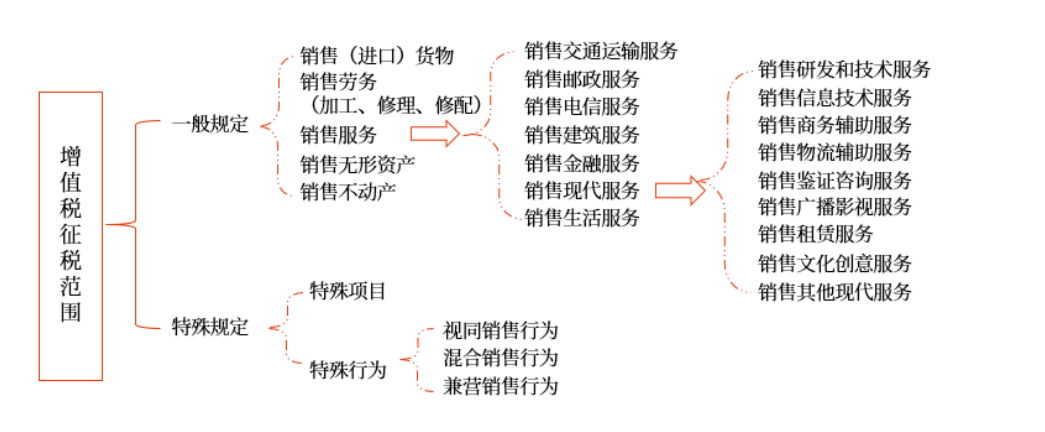 增值税征税范围
一般规定
销售（进口）货物
销售劳务
（加工、修理、修配）
销售服务
销售无形资产
销售不动产
销售交通运输服务
销售邮政服务
销售电信服务
销售建筑服务
销售金融服务
销售现代服务
销售生活服务
销售研发和技术服务
销售信息技术服务
销售商务辅助服务
销售物流辅助服务
销售鉴证咨询服务
销售广播影视服务
销售租赁服务
销售文化创意服务
销售其他现代服务
特殊规定
特殊项目
特殊行为
视同销售行为
混合销售行为
兼营销售行为